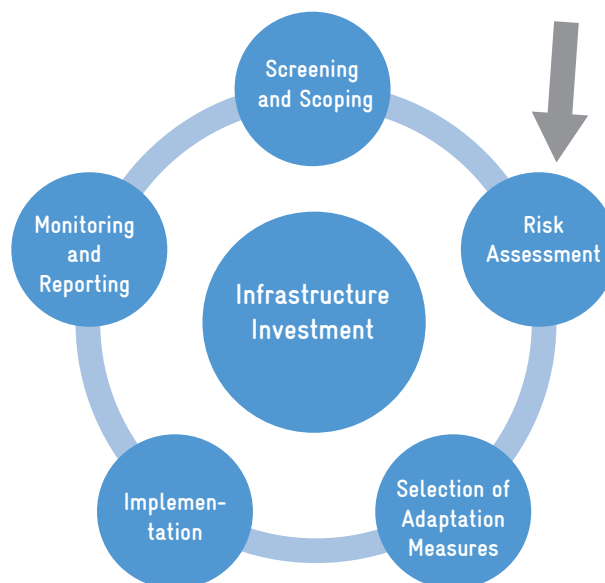 Screening
and Scoping
Risk
Assessment
Monitoring
and
Reporting
Infrastructure
Investment
Implemen-
tation
Selection of
Adaptation
Measures